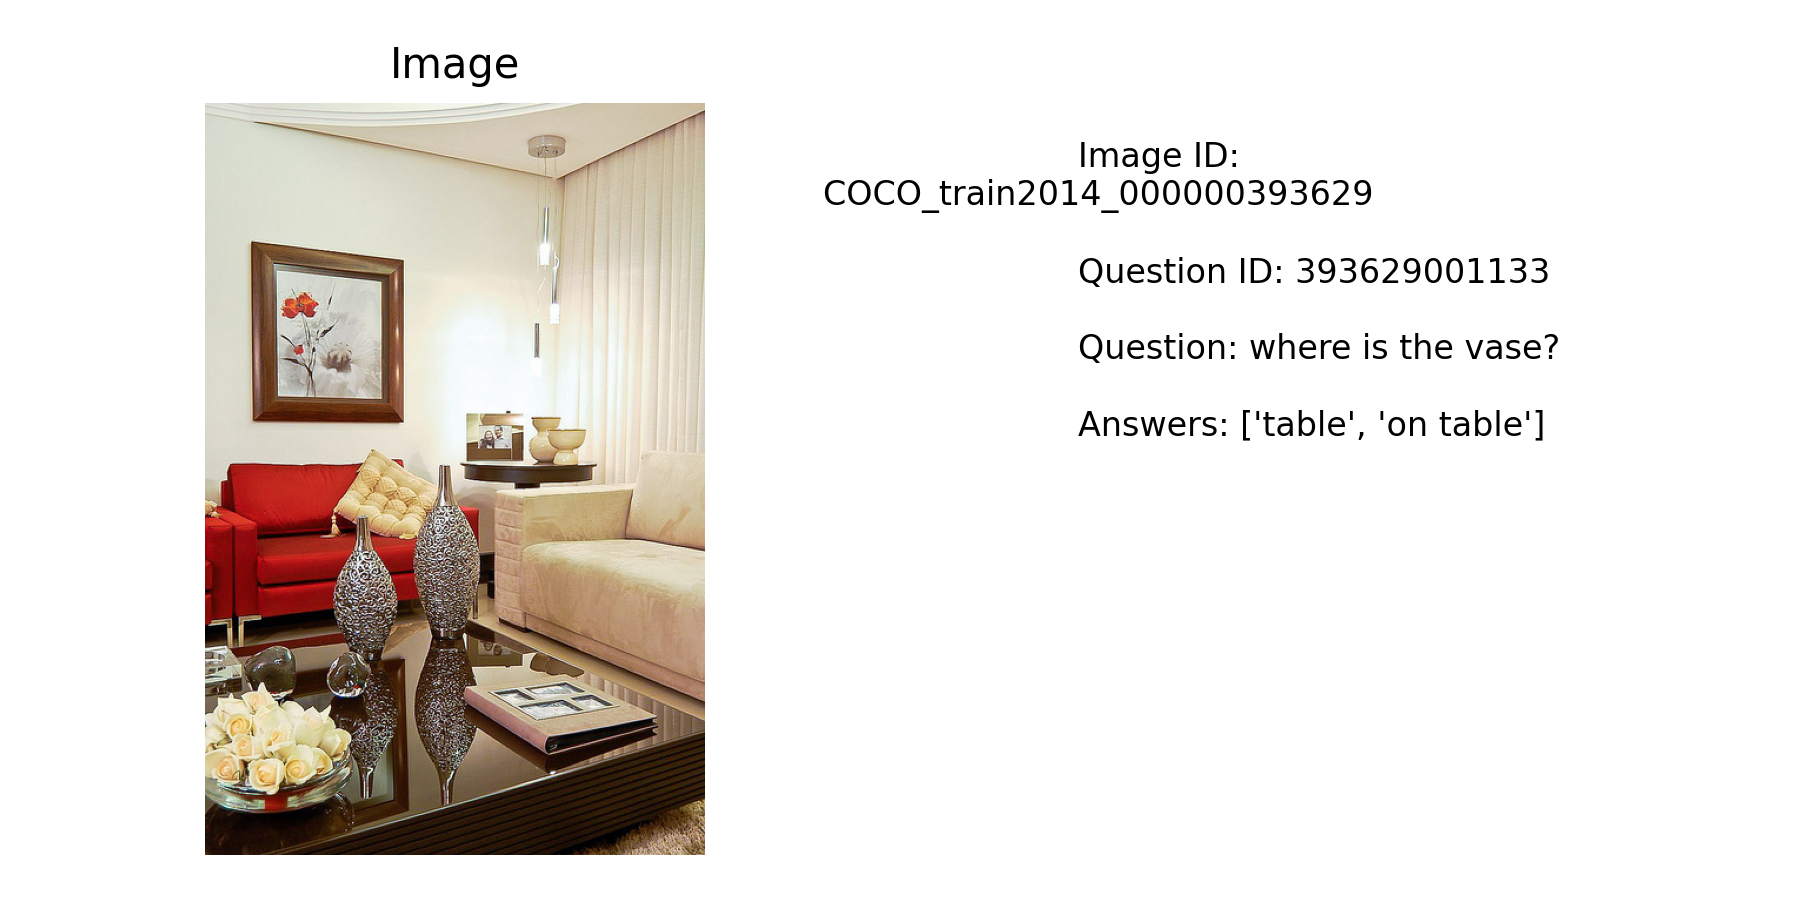 Image
Image ID:
COCO_train2014_000000393629
Question ID: 393629001133
Question: where is the vase?
Answers: ['table', 'on table']